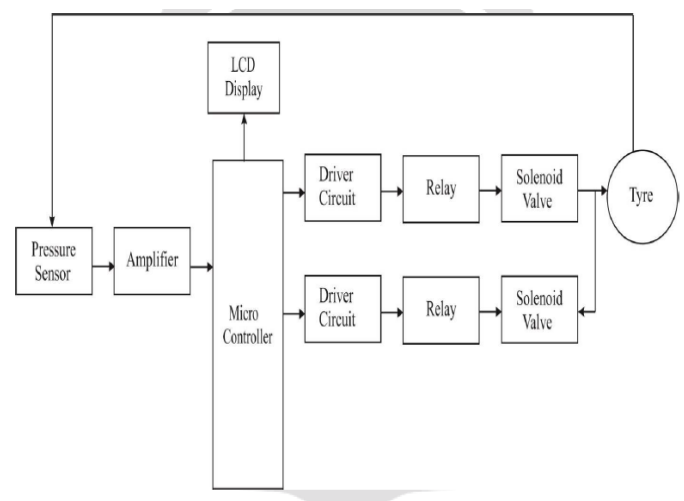 LCD
Display
Driver
Circuit
Relay
Solenoid
Valve
Tyre
Pressure
Sensor
Amplifier
Micro
Controller
Driver
Circuit
Relay
Solenoid
Valve